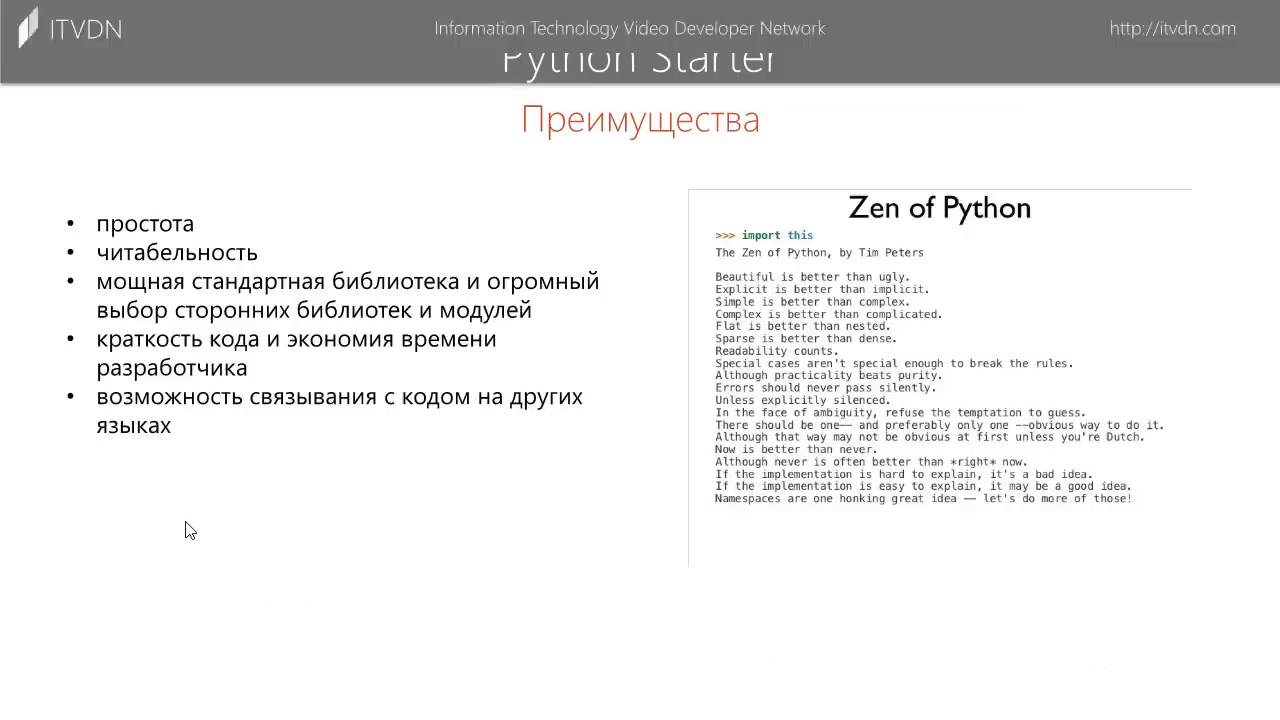 ITVDN
Information Technology Video Developer Network
http://itvdn.com
Python Starter
Преимущества
• простота
• читабельность
• мощная стандартная библиотека и огромный
выбор сторонних библиотек и модулей
• краткость кода и экономия времени
разработчика
• возможность связывания с кодом на других
языках
Zen of Python
>>> import this
The Zen of Python, by Tim Peters
Beautiful is better than ugly.
Explicit is better than implicit.
Simple is better than complex.
Complex is better than complicated.
Flat is better than nested.
Sparse is better than dense.
Readability counts.
Special cases aren't special enough to break the rules.
Although practicality beats purity.
Errors should never pass silently.
Unless explicitly silenced.
In the face of ambiguity, refuse the temptation to guess.
There should be one—— and preferably only one ——obvious way to do it.
Although that way may not be obvious at first unless you're Dutch.
Now is better than never.
Although never is often better than *right* now.
If the implementation is hard to explain, it's a bad idea.
If the implementation is easy to explain, it may be a good idea.
Namespaces are one honking great idea —— let's do more of those!